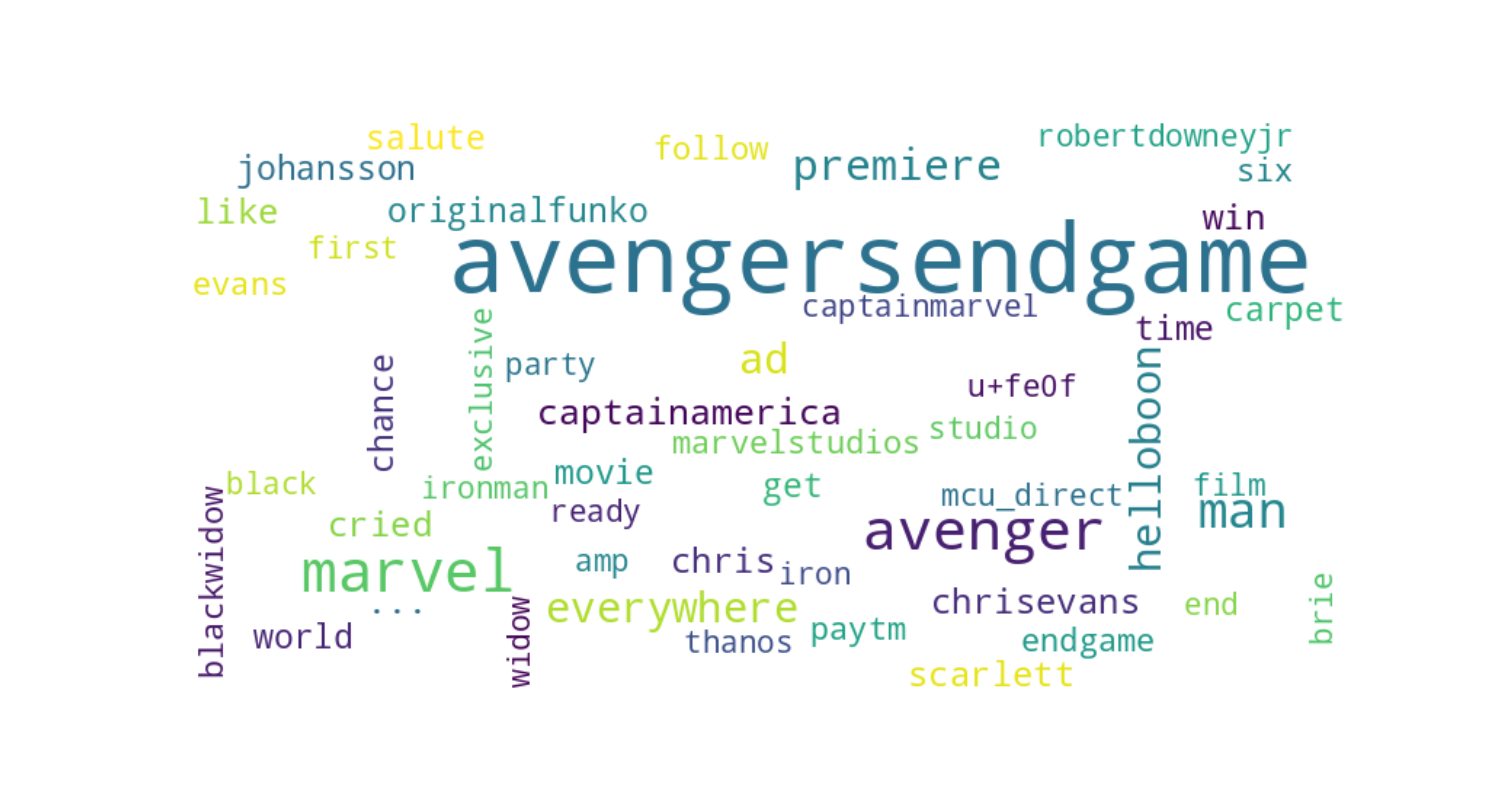 salute
follow
robertdowneyjr
johansson
premiere
six
like
originalfunko
win
first
avengersendgame
evans
captainmarvel
carpet
time
exclusive
party
ad
chance
u+fe0f
helloboon
captainamerica
studio
marvelstudios
movie
black
ironman
get
mcu_direct
film
ready
man
cried
avenger
blackwidow
marvel
amp
chris
iron
...
everywhere
chrisevans
end
brie
world
widow
thanos
paytm
endgame
scarlett